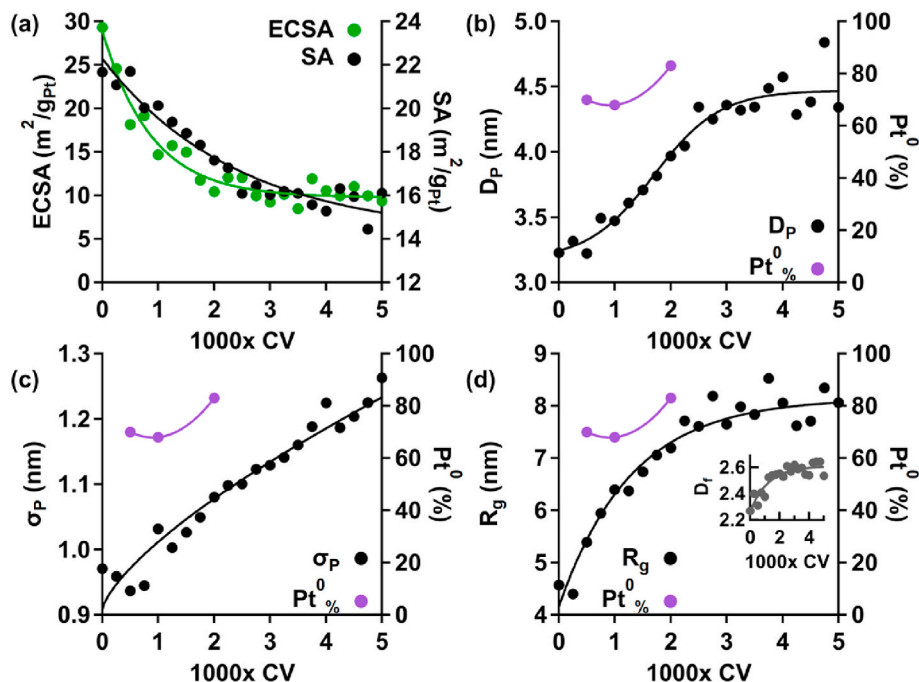 (a)
ECSA
SA
ECSA (m²/gPt)
30
25
20
15
10
5
0
SA (m²/gPt)
24
22
20
18
16
14
12
0 1 2 3 4 5
1000x CV
(b)
DP (nm)
5.0
4.5
4.0
3.5
3.0
Pt⁰ (%)
100
80
60
40
20
0
DP
Pt⁰%
0 1 2 3 4 5
1000x CV
(c)
σP (nm)
1.3
1.2
1.1
1.0
0.9
Pt⁰ (%)
100
80
60
40
20
0
σP
Pt⁰%
0 1 2 3 4 5
1000x CV
(d)
Rg (nm)
9
8
7
6
5
4
Pt⁰ (%)
100
80
60
40
20
0
Rg
Pt⁰%
Df
2.6
2.4
2.2
0 2 4
1000x CV
0 1 2 3 4 5
1000x CV